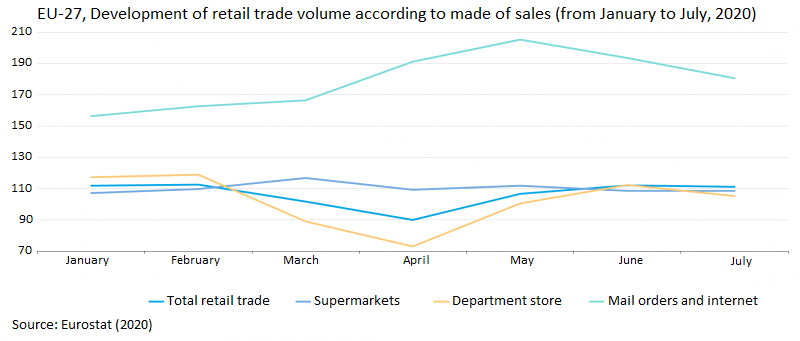 EU-27, Development of retail trade volume according to made of sales (from January to July, 2020)
210
190
170
150
130
110
90
70
January February March April May June July
Total retail trade Supermarkets Department store Mail orders and internet
Source: Eurostat (2020)